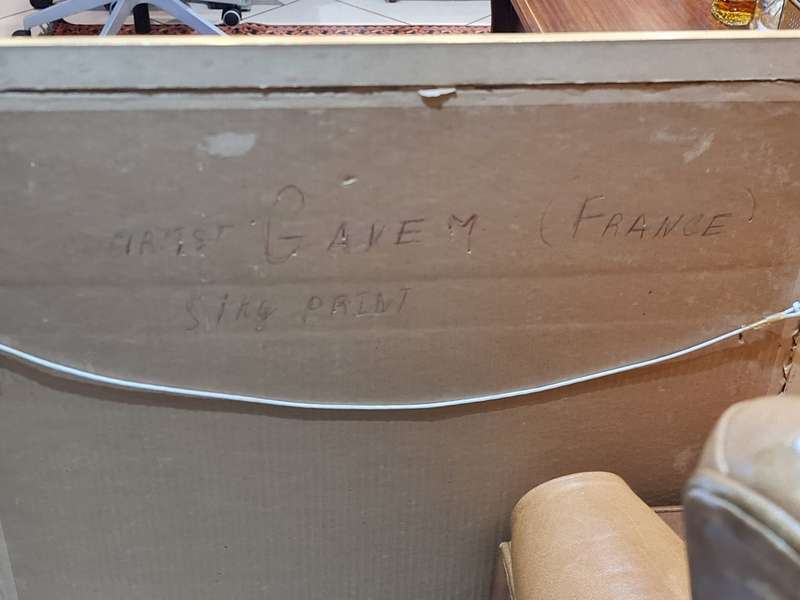 ARTIST GAVEM (FRANCE)
SILK PRINT